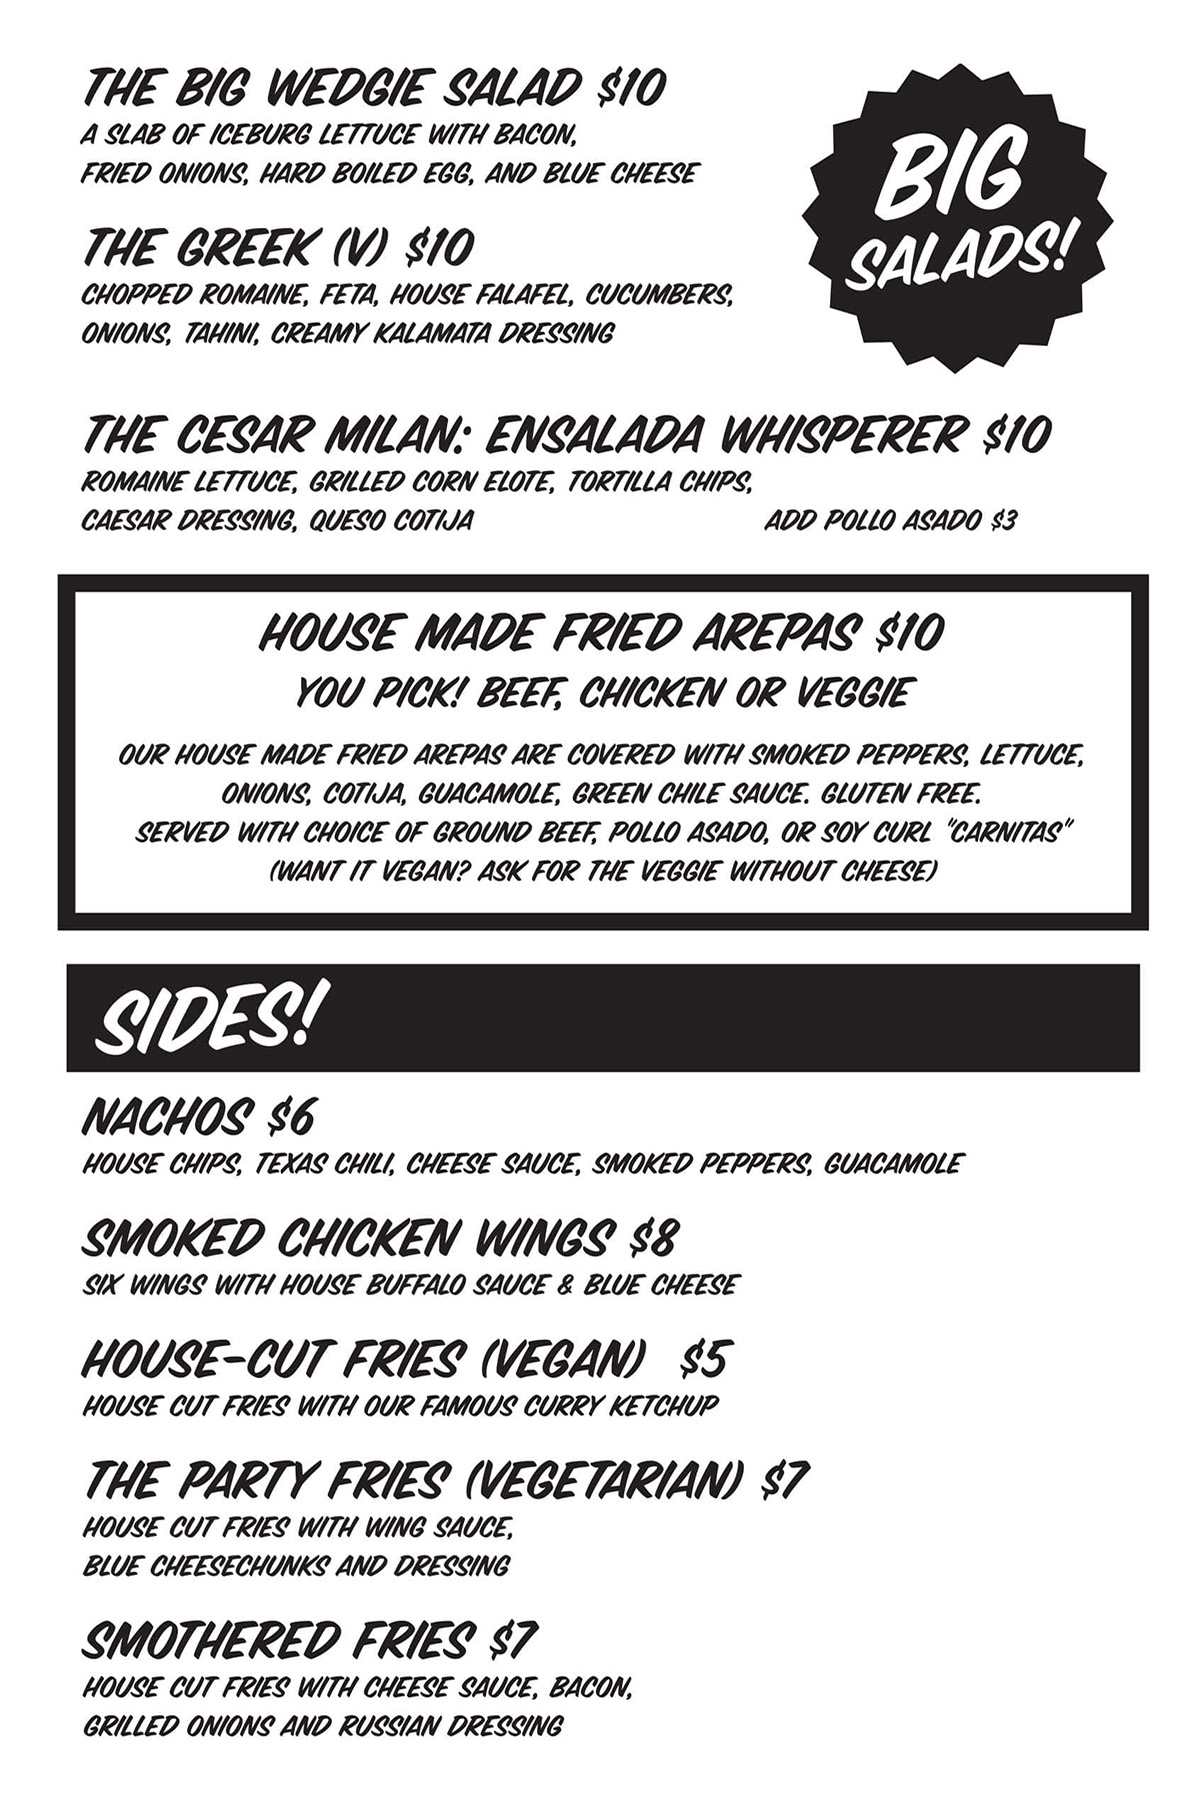 THE BIG WEDGIE SALAD $10
A SLAB OF ICEBURG LETTUCE WITH BACON,
FRIED ONIONS, HARD BOILED EGG, AND BLUE CHEESE
BIG
SALADS!
THE GREEK (V) $10
CHOPPED ROMAINE, FETA, HOUSE FALAFEL, CUCUMBERS,
ONIONS, TAHINI, CREAMY KALAMATA DRESSING
THE CESAR MILAN: ENSALADA WHISPERER $10
ROMAINE LETTUCE, GRILLED CORN ELOTE, TORTILLA CHIPS,
CAESAR DRESSING, QUESO COTIJA ADD POLLO ASADO $3
HOUSE MADE FRIED AREPAS $10
YOU PICK! BEEF, CHICKEN OR VEGGIE
OUR HOUSE MADE FRIED AREPAS ARE COVERED WITH SMOKED PEPPERS, LETTUCE,
ONIONS, COTIJA, GUACAMOLE, GREEN CHILE SAUCE. GLUTEN FREE.
SERVED WITH CHOICE OF GROUND BEEF, POLLO ASADO, OR SOY CURL "CARNITAS"
(WANT IT VEGAN? ASK FOR THE VEGGIE WITHOUT CHEESE)
SIDES!
NACHOS $6
HOUSE CHIPS, TEXAS CHILI, CHEESE SAUCE, SMOKED PEPPERS, GUACAMOLE
SMOKED CHICKEN WINGS $8
SIX WINGS WITH HOUSE BUFFALO SAUCE & BLUE CHEESE
HOUSE-CUT FRIES (VEGAN) $5
HOUSE CUT FRIES WITH OUR FAMOUS CURRY KETCHUP
THE PARTY FRIES (VEGETARIAN) $7
HOUSE CUT FRIES WITH WING SAUCE,
BLUE CHEESECHUNKS AND DRESSING
SMOTHERED FRIES $7
HOUSE CUT FRIES WITH CHEESE SAUCE, BACON,
GRILLED ONIONS AND RUSSIAN DRESSING